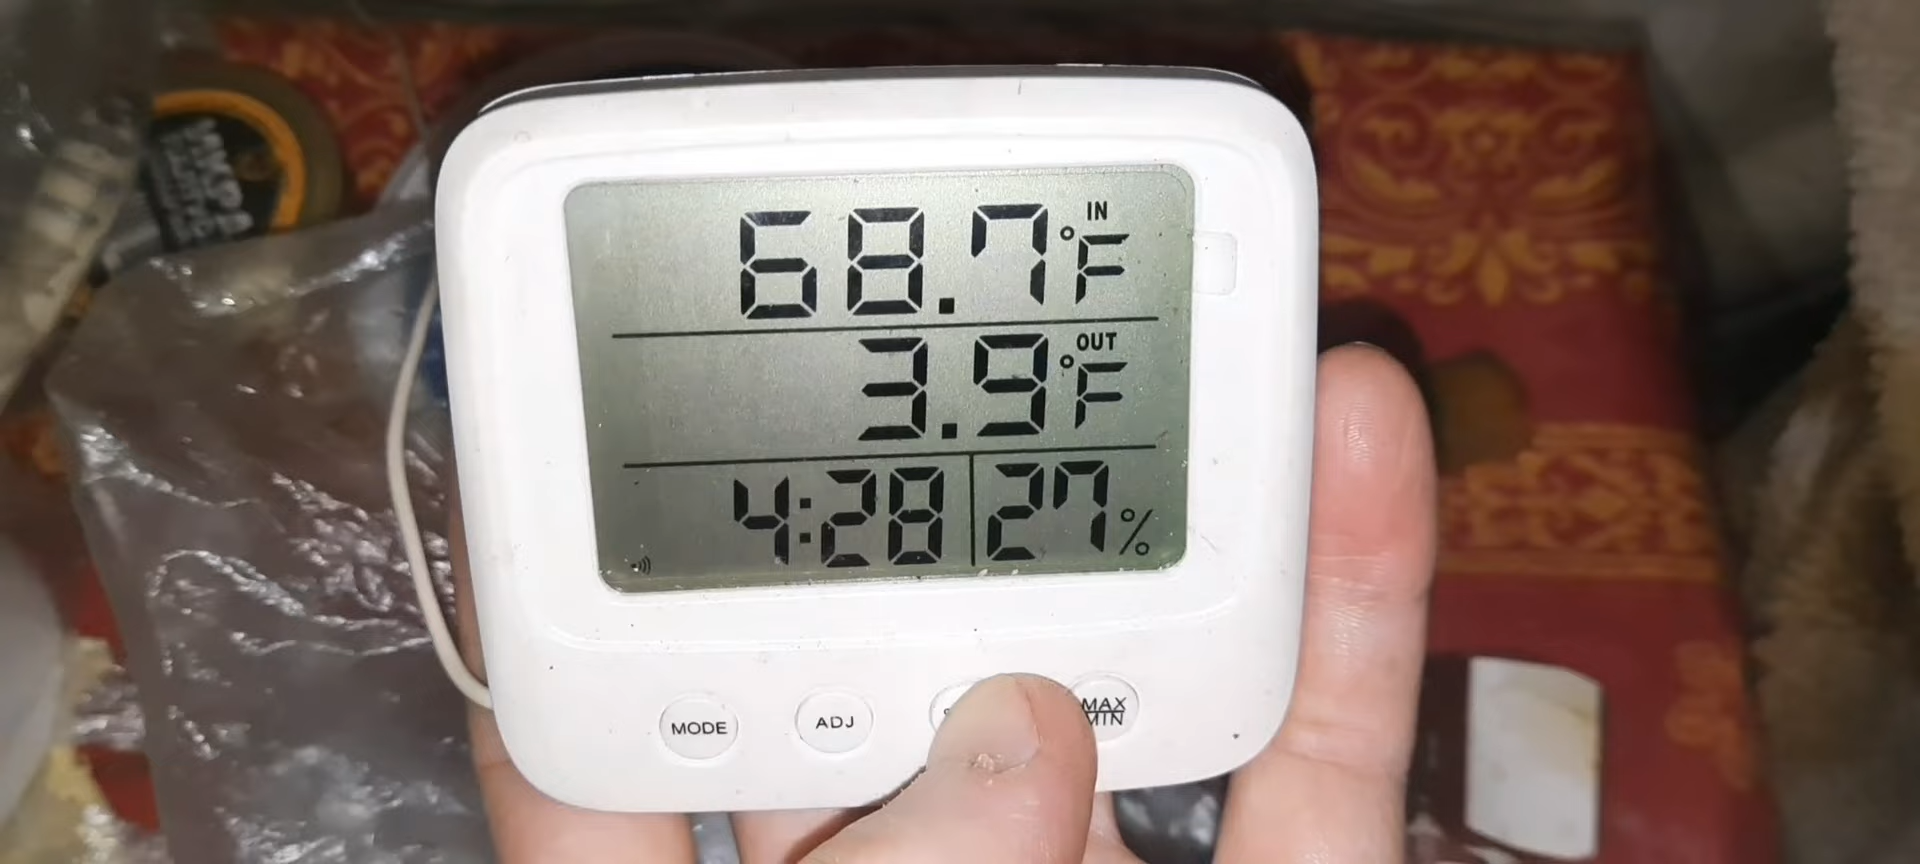 68.7 °F IN
3.9 °F OUT
4:28 27 %
MODE ADJ MAX
MIN